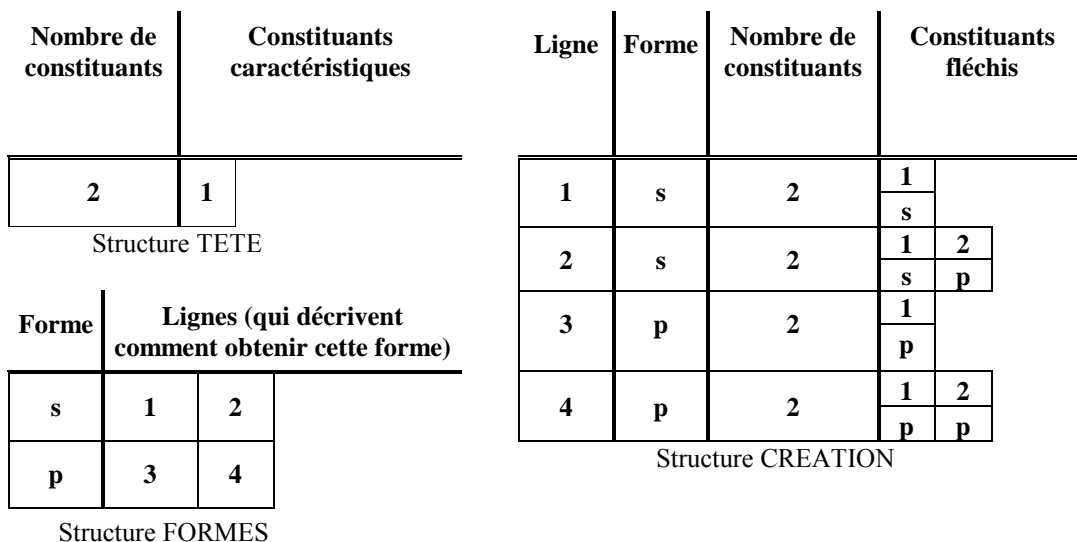 Nombre de constituants Constituants caractéristiques
2 1
Structure TETE
Forme Lignes (qui décrivent comment obtenir cette forme)
s 1 2
p 3 4
Structure FORMES
Ligne Forme Nombre de constituants Constituants fléchis
1 s 2 1
s
2 s 2 1 2
s p
3 p 2 1
p
4 p 2 1 2
p p
Structure CREATION